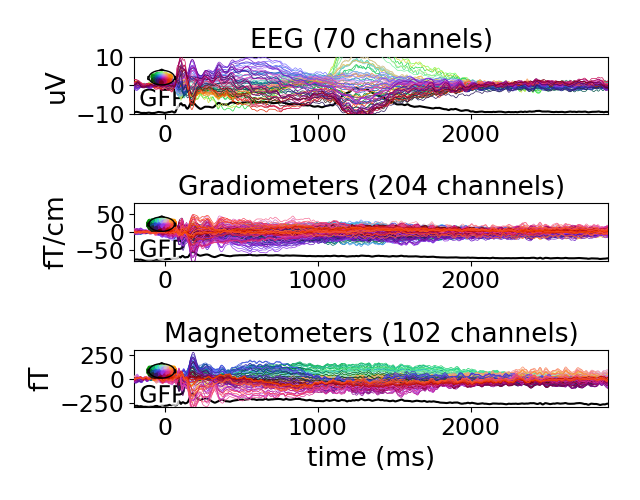 EEG (70 channels)
10
0
−10
uV
GFP
0 1000 2000
Gradiometers (204 channels)
50
0
−50
fT/cm
GFP
0 1000 2000
Magnetometers (102 channels)
250
0
−250
fT
GFP
0 1000 2000
time (ms)